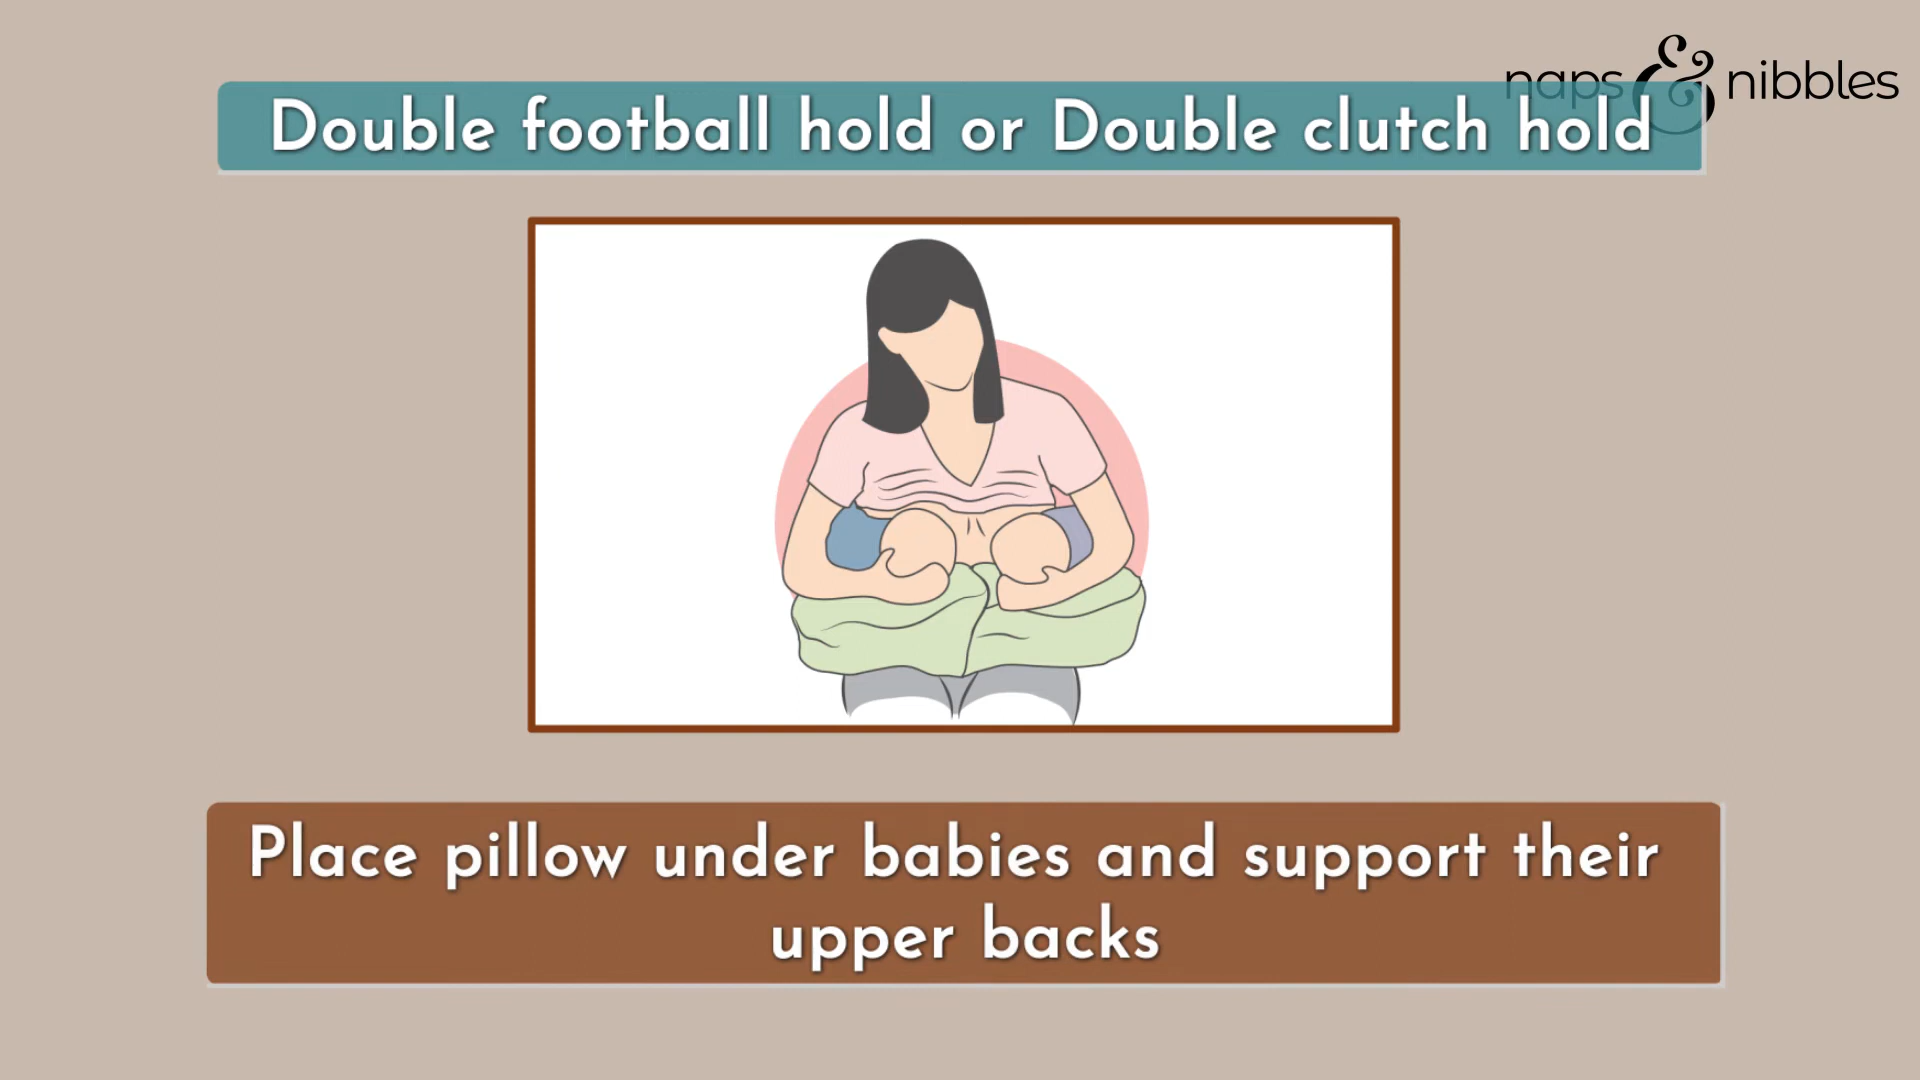 naps & nibbles
Double football hold or Double clutch hold
Place pillow under babies and support their
upper backs